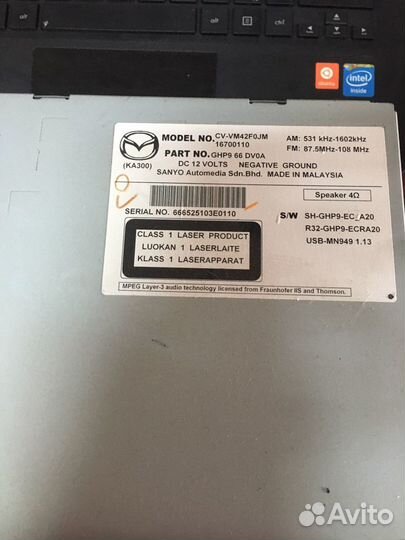 ubuntu
intel
inside
MODEL NO. CV-VM42F0JM AM: 531 kHz-1602kHz
16700110
PART NO. GHP9 66 DV0A FM: 87.5MHz-108 MHz
(KA300) DC 12 VOLTS NEGATIVE GROUND
SANYO Automedia Sdn.Bhd. MADE IN MALAYSIA
Speaker 4Ω
SERIAL NO. 666525103E0110
S/W SH-GHP9-EC_A20
R32-GHP9-ECRA20
USB-MN949 1.13
CLASS 1 LASER PRODUCT
LUOKAN 1 LASERLAITE
KLASS 1 LASERAPPARAT
MPEG Layer-3 audio technology licensed from Fraunhofer IIS and Thomson.
Avito